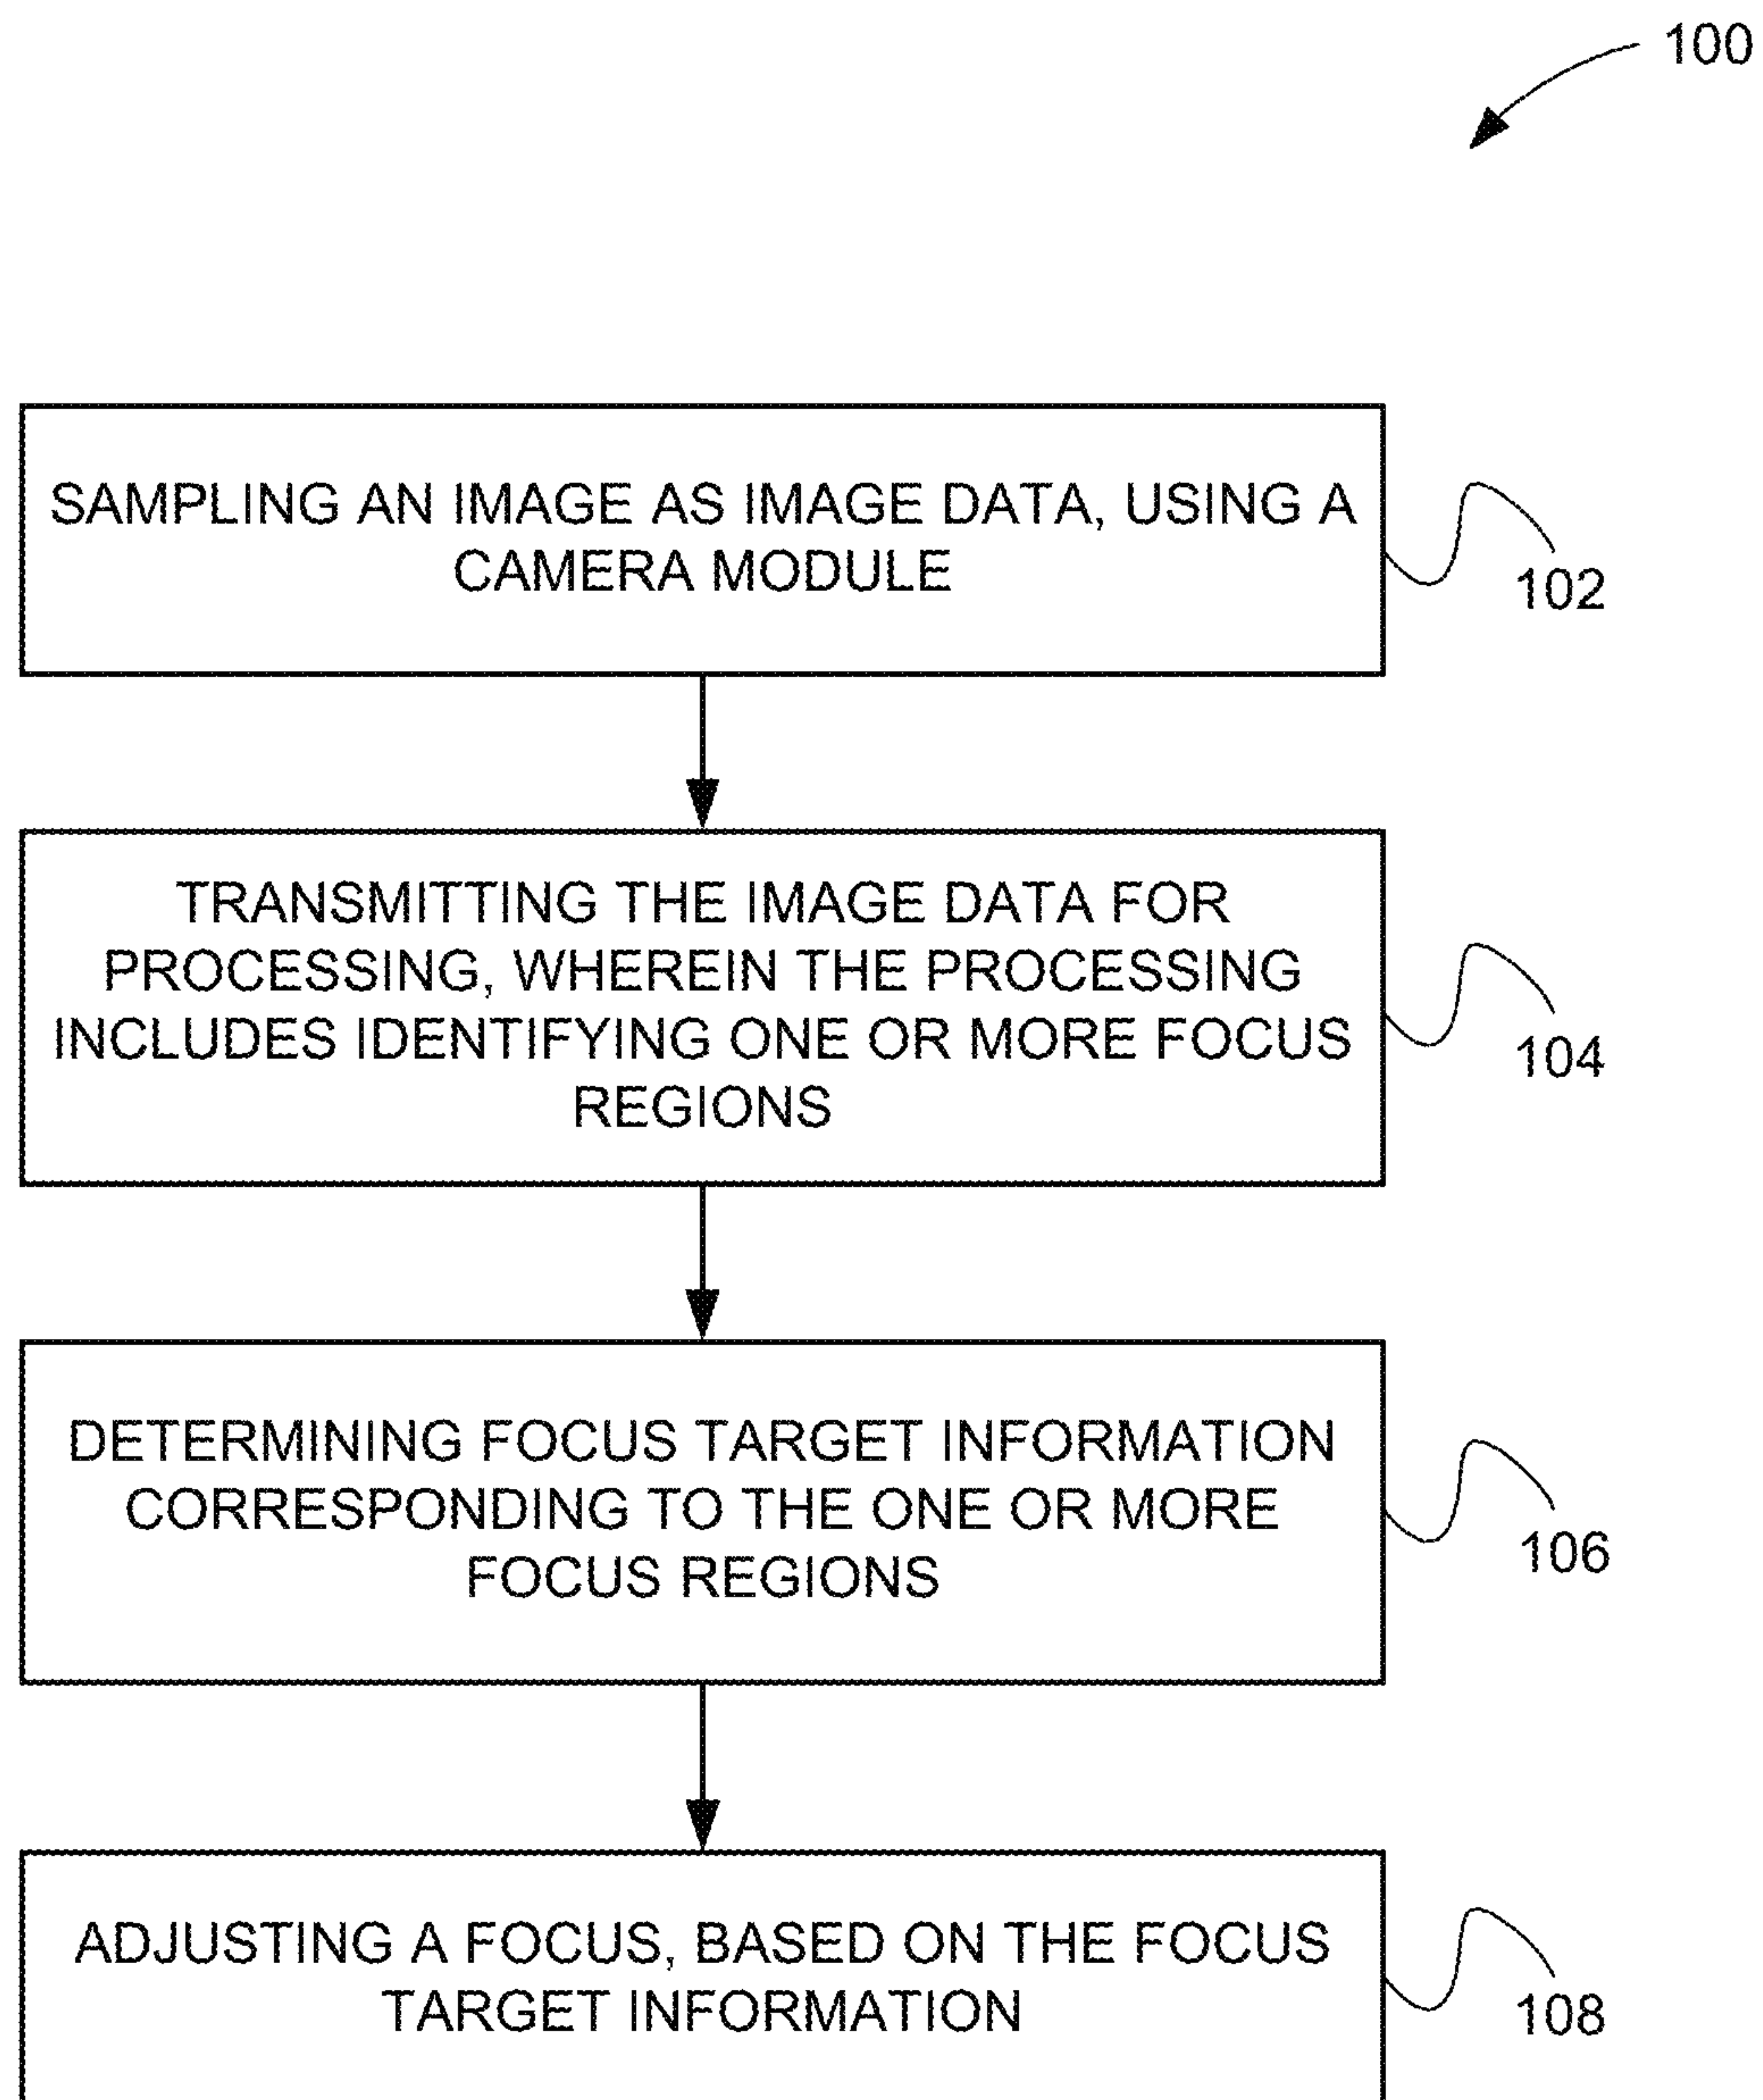 100
SAMPLING AN IMAGE AS IMAGE DATA, USING A
CAMERA MODULE
102
TRANSMITTING THE IMAGE DATA FOR
PROCESSING, WHEREIN THE PROCESSING
INCLUDES IDENTIFYING ONE OR MORE FOCUS
REGIONS
104
DETERMINING FOCUS TARGET INFORMATION
CORRESPONDING TO THE ONE OR MORE
FOCUS REGIONS
106
ADJUSTING A FOCUS, BASED ON THE FOCUS
TARGET INFORMATION
108